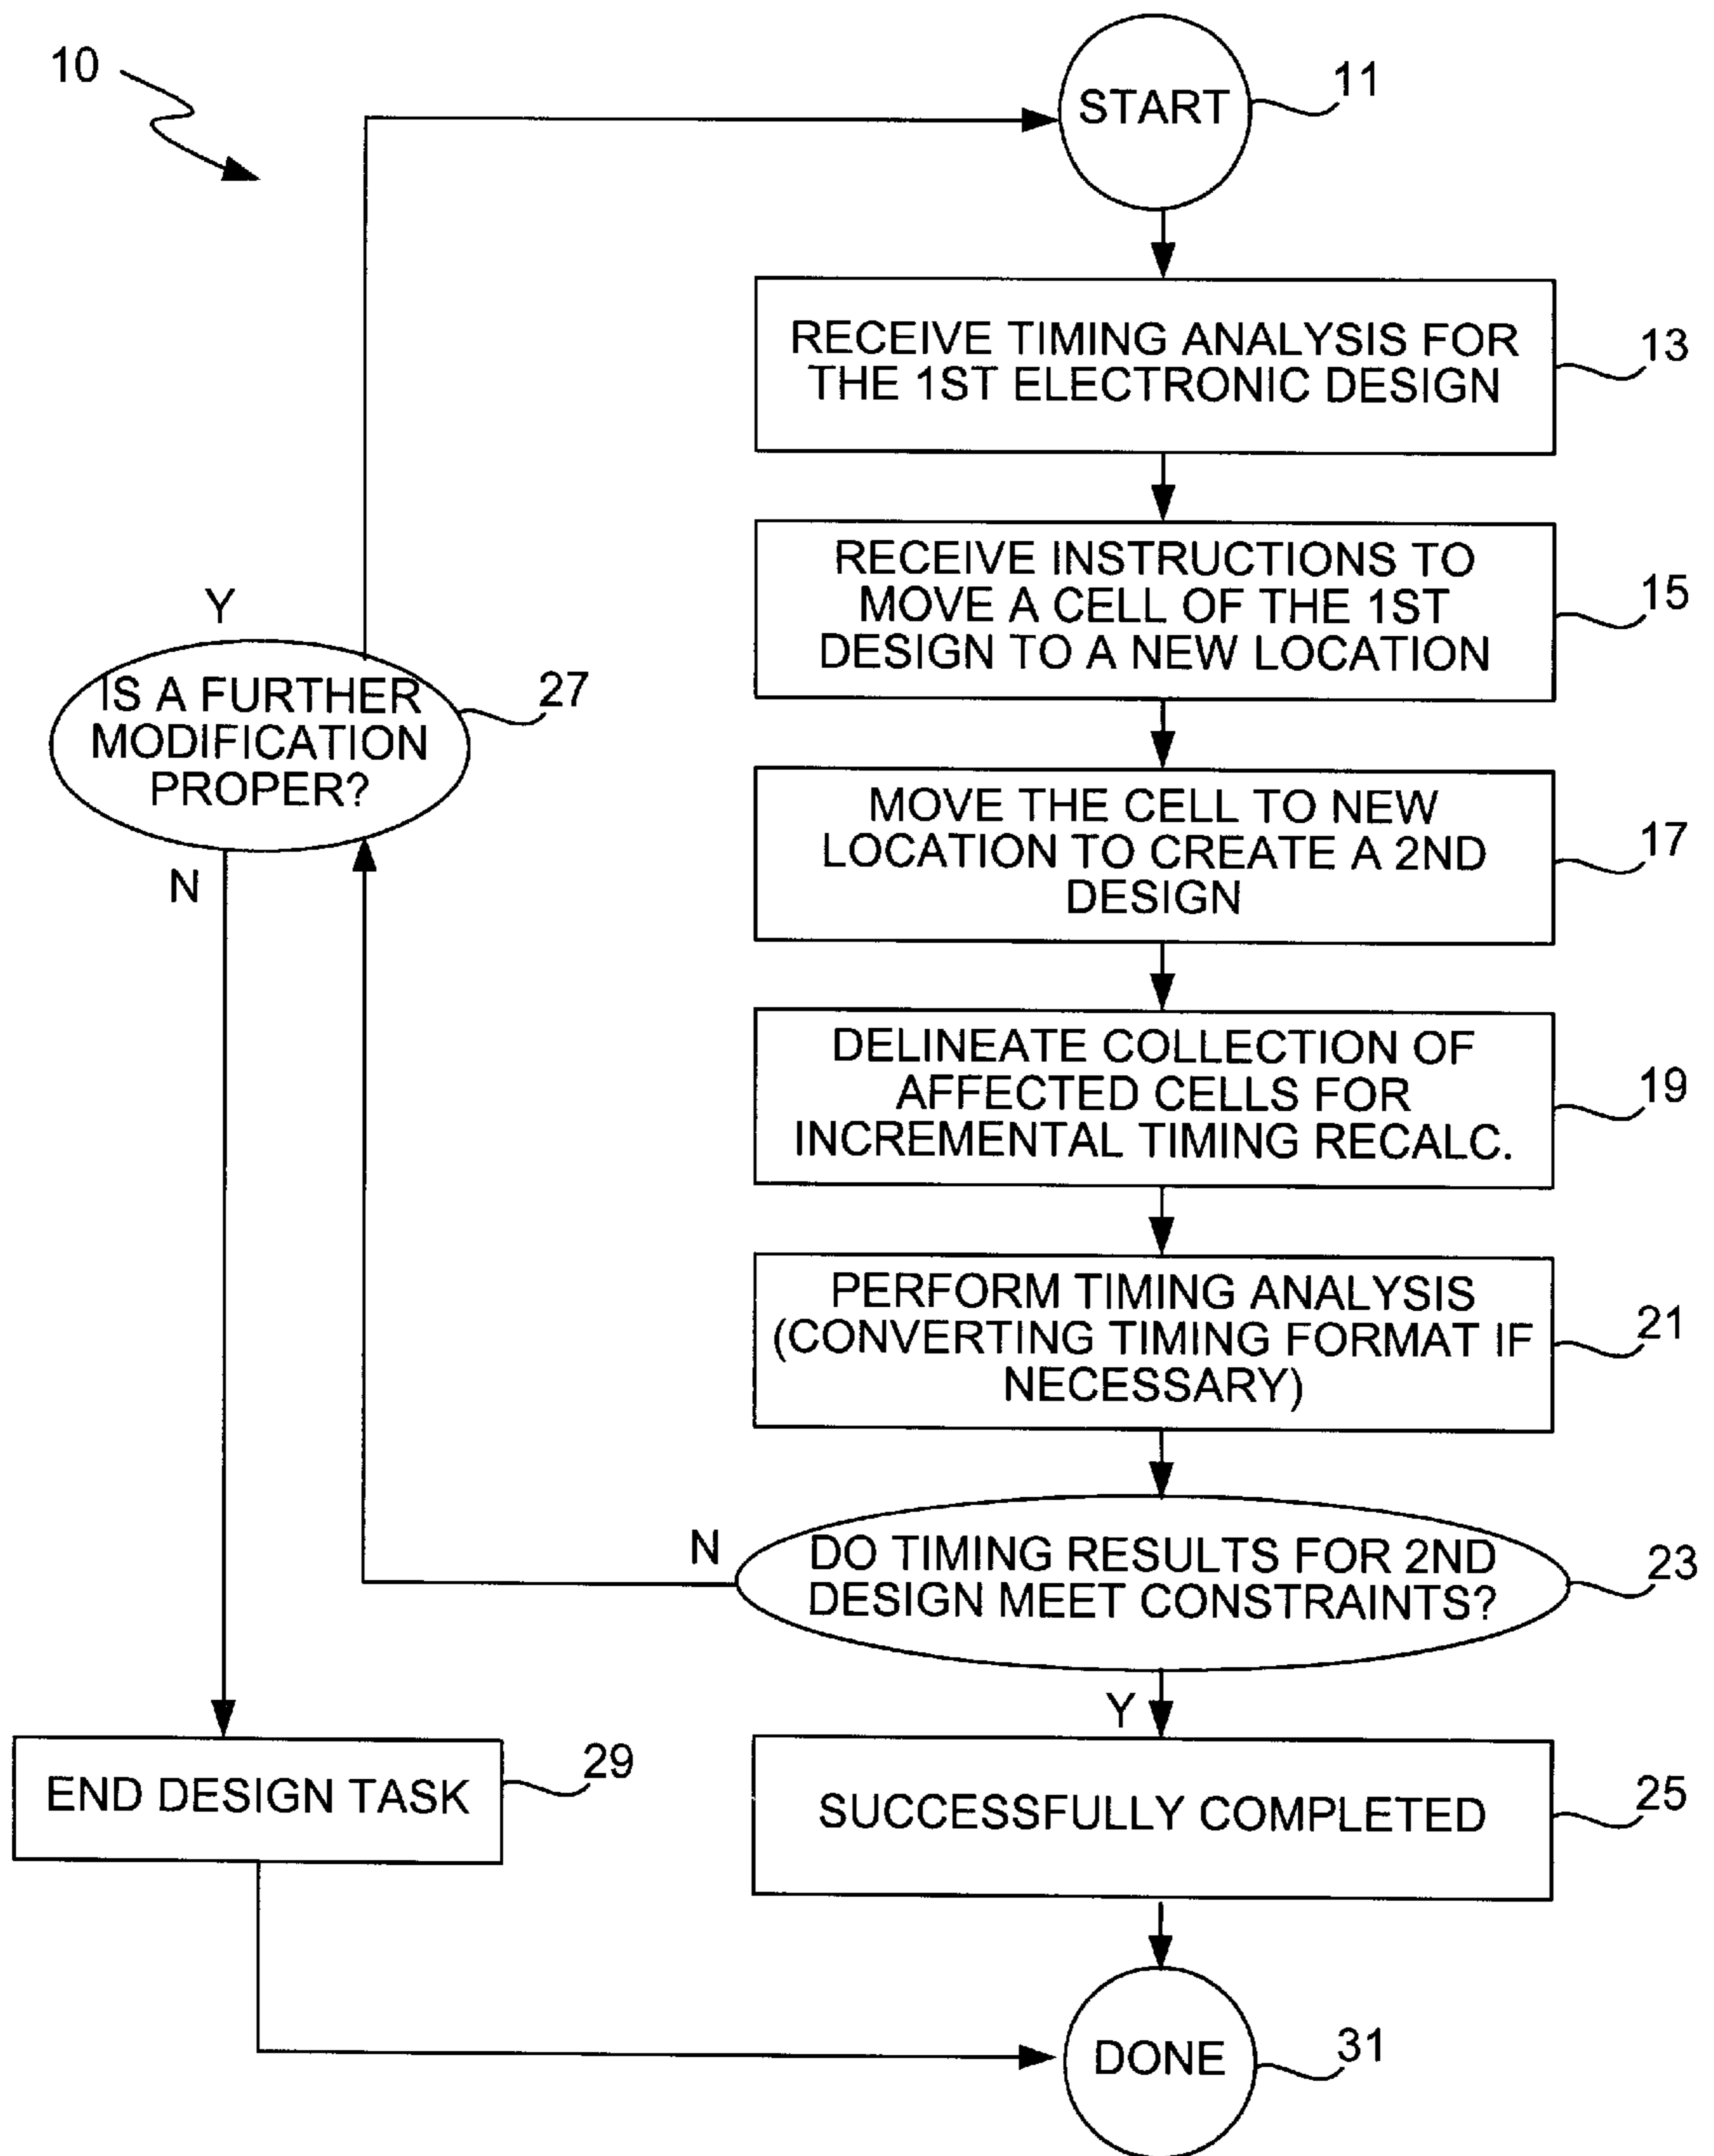 10
START
11
RECEIVE TIMING ANALYSIS FOR
THE 1ST ELECTRONIC DESIGN
13
RECEIVE INSTRUCTIONS TO
MOVE A CELL OF THE 1ST
DESIGN TO A NEW LOCATION
15
Y
IS A FURTHER
MODIFICATION
PROPER?
27
N
MOVE THE CELL TO NEW
LOCATION TO CREATE A 2ND
DESIGN
17
DELINEATE COLLECTION OF
AFFECTED CELLS FOR
INCREMENTAL TIMING RECALC.
19
PERFORM TIMING ANALYSIS
(CONVERTING TIMING FORMAT IF
NECESSARY)
21
N
DO TIMING RESULTS FOR 2ND
DESIGN MEET CONSTRAINTS?
23
Y
END DESIGN TASK
29
SUCCESSFULLY COMPLETED
25
DONE
31